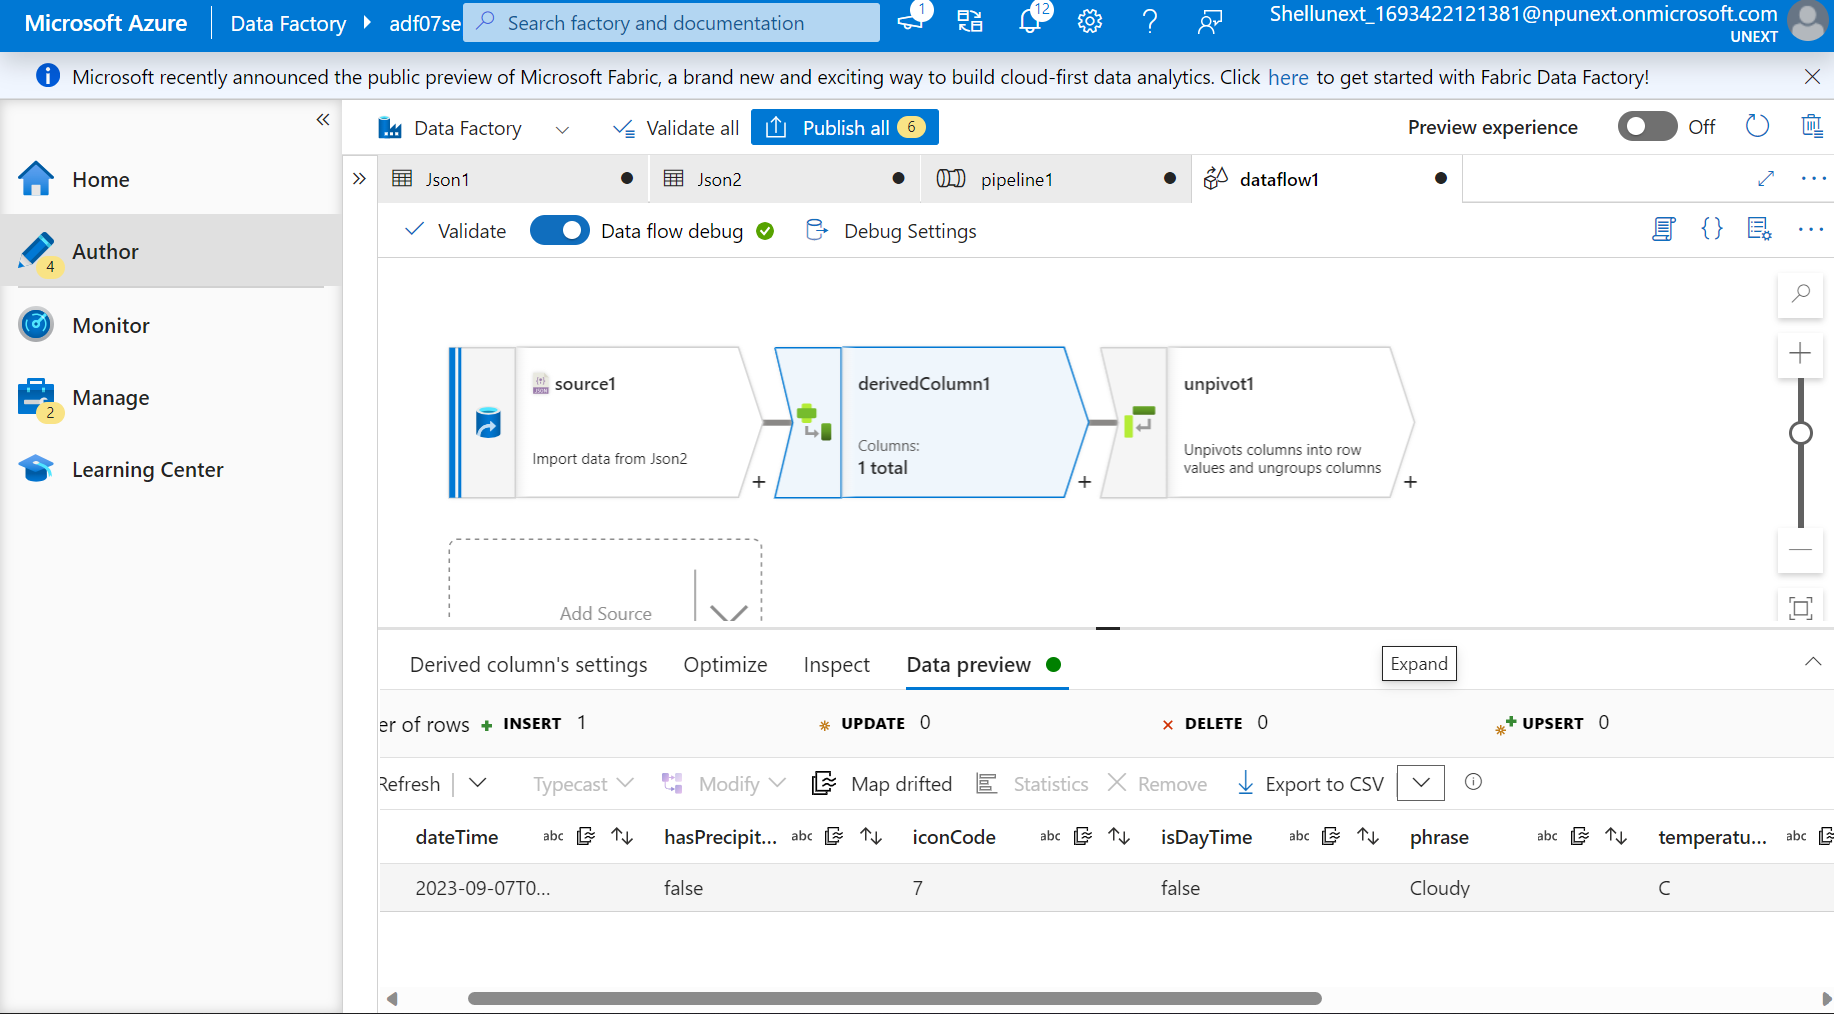 Microsoft Azure
Data Factory
adf07se
Search factory and documentation
1
12
Shellunext_1693422121381@npunext.onmicrosoft.com
UNEXT
Microsoft recently announced the public preview of Microsoft Fabric, a brand new and exciting way to build cloud-first data analytics. Click here to get started with Fabric Data Factory!
Home
Author
4
Monitor
Manage
2
Learning Center
Data Factory
Validate all
Publish all 6
Preview experience
Off
Json1
Json2
pipeline1
dataflow1
Validate
Data flow debug
Debug Settings
source1
Import data from Json2
+
derivedColumn1
Columns:
1 total
+
unpivot1
Unpivots columns into row
values and ungroups columns
+
Add Source
Derived column's settings
Optimize
Inspect
Data preview
Expand
er of rows
INSERT 1
UPDATE 0
DELETE 0
UPSERT 0
Refresh
Typecast
Modify
Map drifted
Statistics
Remove
Export to CSV
dateTime abc
hasPrecipit... abc
iconCode abc
isDayTime abc
phrase abc
temperatu... abc
2023-09-07T0...
false
7
false
Cloudy
C